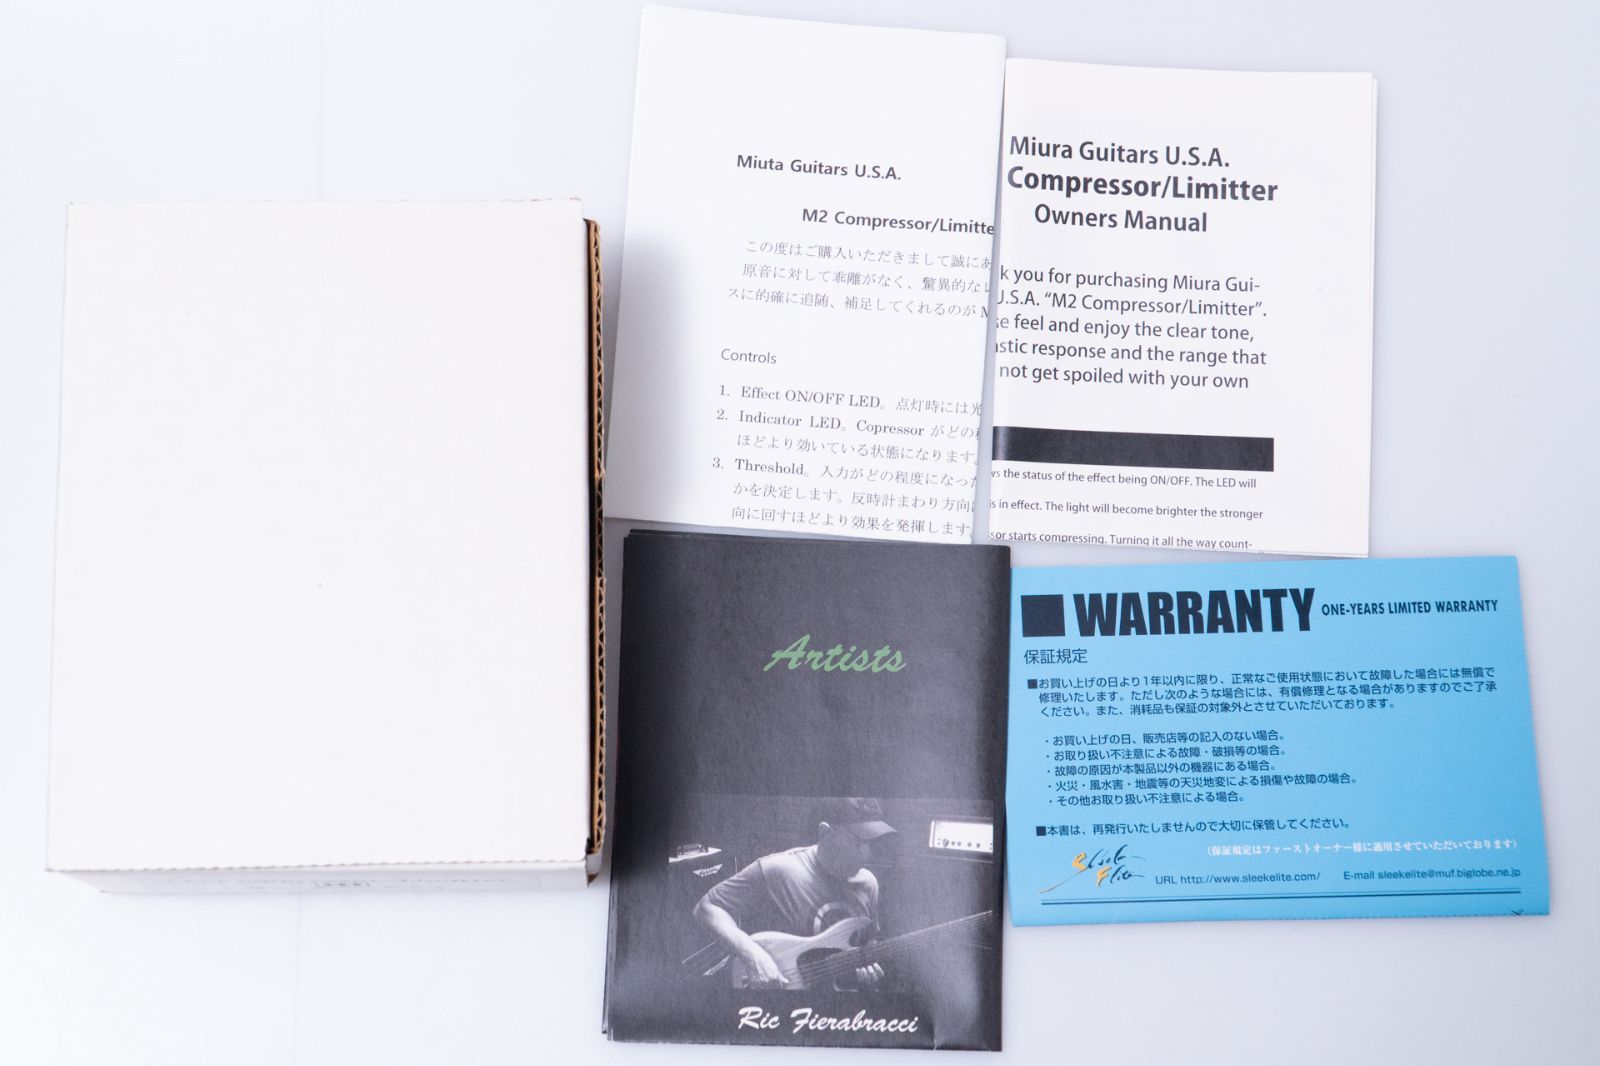 Miuta Guitars U.S.A.
M2 Compressor/Limitte
この度はご購入いただきまして誠にあ
原音に対して乖離がなく、驚異的なレ
スに的確に追随、補足してくれるのが M
Controls
1. Effect ON/OFF LED。点灯時には光
2. Indicator LED。Copressor がどの
ほどより効いている状態になります。
3. Threshold。入力がどの程度になった
かを決定します。反時計まわり方向に
向に回すほどより効果を発揮します。
Miura Guitars U.S.A.
Compressor/Limitter
Owners Manual
k you for purchasing Miura Gui-
U.S.A. “M2 Compressor/Limitter”.
se feel and enjoy the clear tone,
astic response and the range that
not get spoiled with your own
ws the status of the effect being ON/OFF. The LED will
is in effect. The light will become brighter the stronger
sor starts compressing. Turning it all the way count-
Artists
Ric Fierabracci
■WARRANTY ONE-YEARS LIMITED WARRANTY
保証規定
■お買い上げの日より1年以内に限り、正常なご使用状態において故障した場合には無償で
修理いたします。ただし次のような場合には、有償修理となる場合がありますのでご了承
ください。また、消耗品も保証の対象外とさせていただいております。
・お買い上げの日、販売店等の記入のない場合。
・お取り扱い不注意による故障・破損等の場合。
・故障の原因が本製品以外の機器にある場合。
・火災・風水害・地震等の天災地変による損傷や故障の場合。
・その他お取り扱い不注意による場合。
■本書は、再発行いたしませんので大切に保管してください。
（保証規定はファーストオーナー様に適用させていただいております）
URL http://www.sleekelite.com/ E-mail sleekelite@muf.biglobe.ne.jp